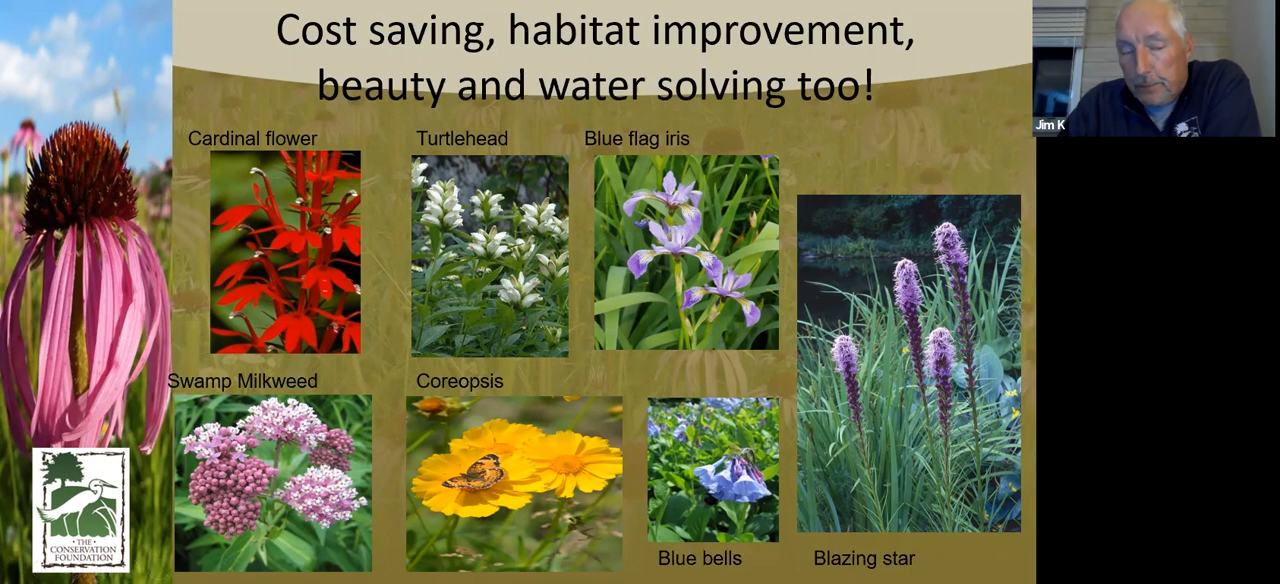 Cost saving, habitat improvement,
beauty and water solving too!
Jim K
Cardinal flower
Turtlehead
Blue flag iris
Swamp Milkweed
Coreopsis
Blue bells
Blazing star
· THE ·
CONSERVATION
FOUNDATION